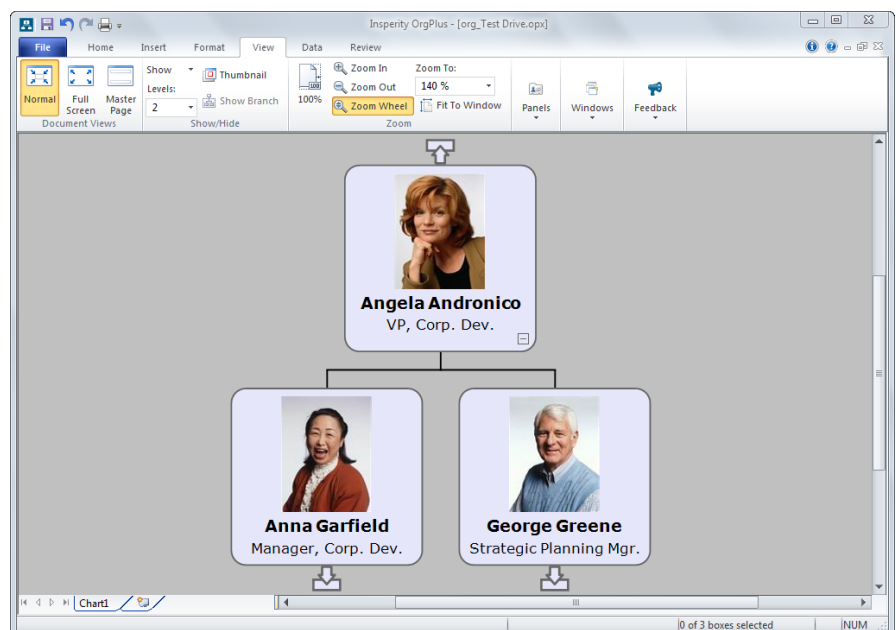 Insperity OrgPlus - [org_Test Drive.opx]
File Home Insert Format View Data Review
Normal
Full Screen
Master Page
Document Views
Show
Levels:
2
Thumbnail
Show Branch
Show/Hide
100%
Zoom In
Zoom Out
Zoom Wheel
Zoom To:
140 %
Fit To Window
Zoom
Panels
Windows
Feedback
Angela Andronico
VP, Corp. Dev.
Anna Garfield
Manager, Corp. Dev.
George Greene
Strategic Planning Mgr.
Chart1
0 of 3 boxes selected
NUM